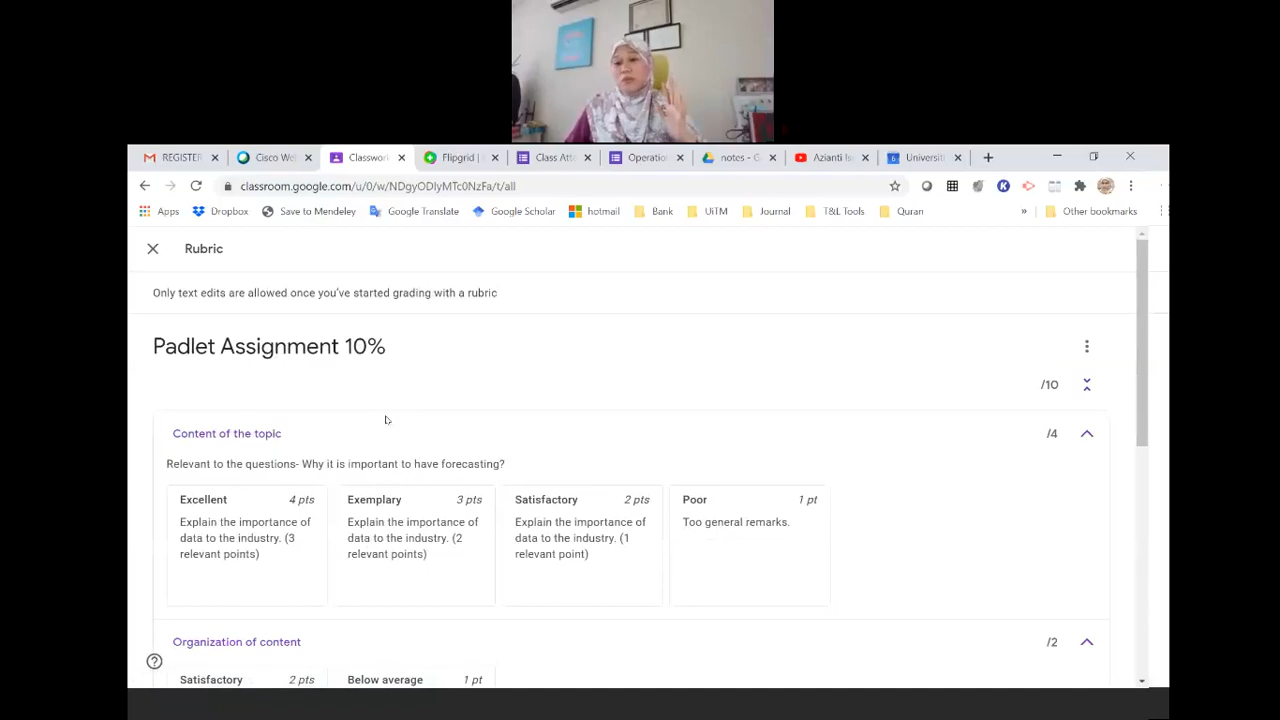 REGISTER
Cisco We
Classwor
Flipgrid |
Class Att
Operatio
notes - G
Azianti Is
Universit
classroom.google.com/u/0/w/NDgyODIyMTc0NzFa/t/all
Apps Dropbox Save to Mendeley Google Translate Google Scholar hotmail Bank UiTM Journal T&L Tools Quran » Other bookmarks
Rubric
Only text edits are allowed once you've started grading with a rubric
Padlet Assignment 10%
/10
Content of the topic /4
Relevant to the questions- Why it is important to have forecasting?
Excellent 4 pts
Explain the importance of
data to the industry. (3
relevant points)
Exemplary 3 pts
Explain the importance of
data to the industry. (2
relevant points)
Satisfactory 2 pts
Explain the importance of
data to the industry. (1
relevant point)
Poor 1 pt
Too general remarks.
Organization of content /2
Satisfactory 2 pts
Below average 1 pt